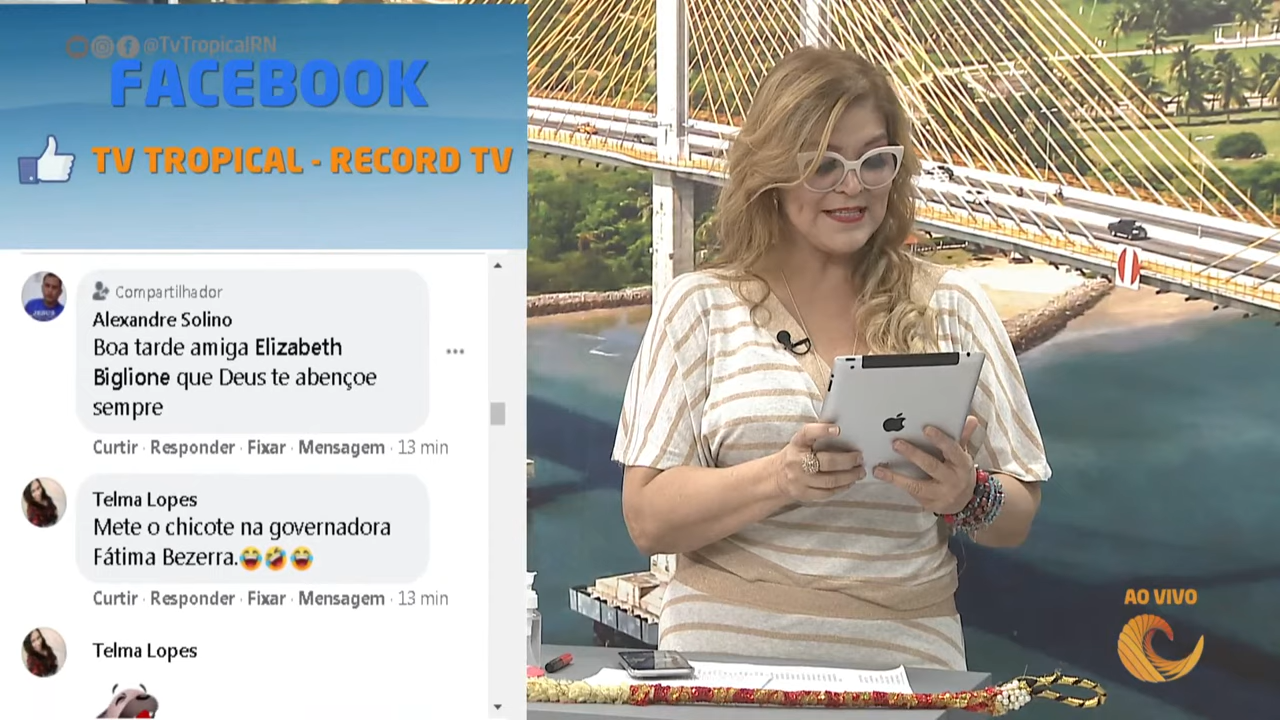 @TvTropicalRN
FACEBOOK
TV TROPICAL - RECORD TV
Compartilhador
Alexandre Solino
Boa tarde amiga Elizabeth
Biglione que Deus te abençoe
sempre
Curtir · Responder · Fixar · Mensagem · 13 min
Telma Lopes
Mete o chicote na governadora
Fátima Bezerra.😂🤣😂
Curtir · Responder · Fixar · Mensagem · 13 min
Telma Lopes
AO VIVO